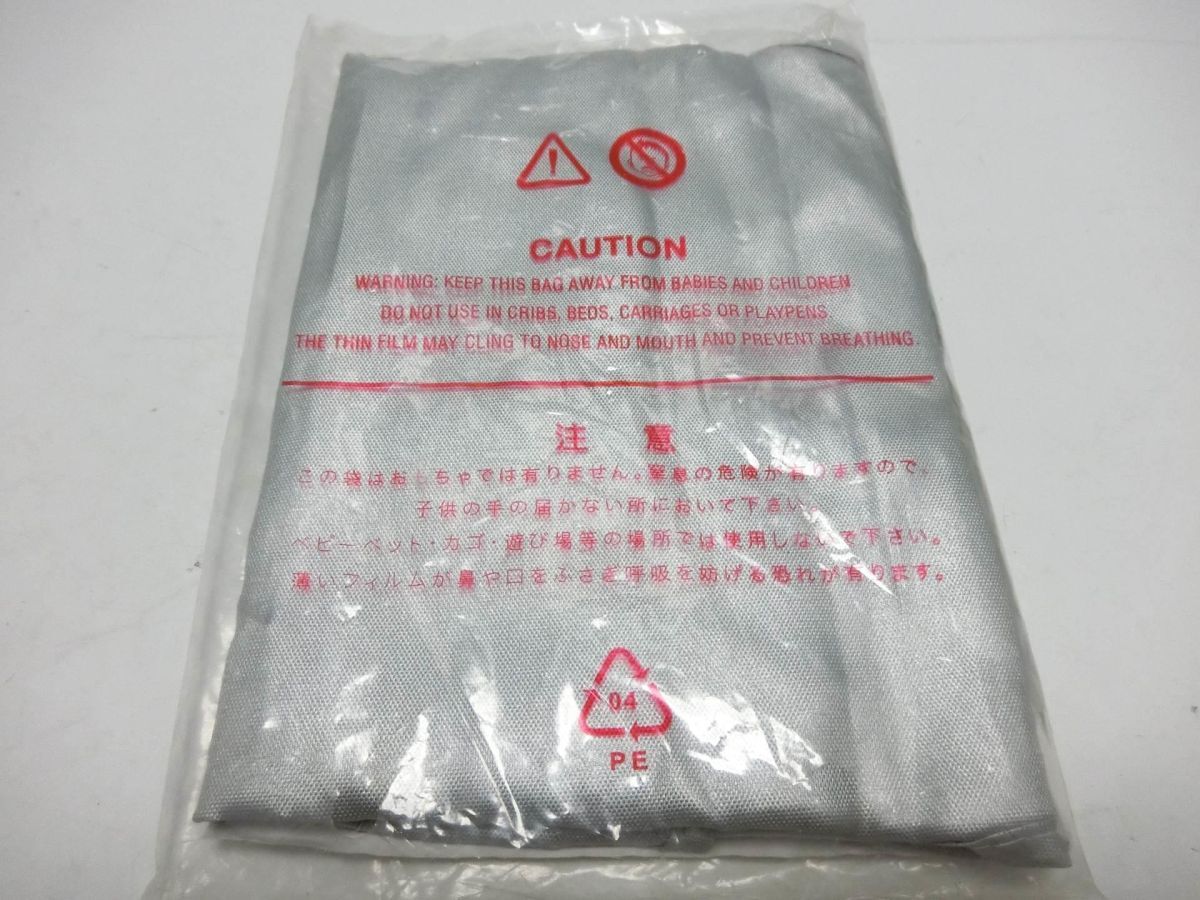 CAUTION
WARNING: KEEP THIS BAG AWAY FROM BABIES AND CHILDREN
DO NOT USE IN CRIBS, BEDS, CARRIAGES OR PLAYPENS.
THE THIN FILM MAY CLING TO NOSE AND MOUTH AND PREVENT BREATHING.
注 意
この袋はおもちゃでは有りません。窒息の危険が有りますので、
子供の手の届かない所において下さい。
ベビーベット・カゴ・遊び場等の場所では使用しないで下さい。
薄いフィルムが鼻や口をふさぎ呼吸を妨げる恐れが有ります。
04
PE